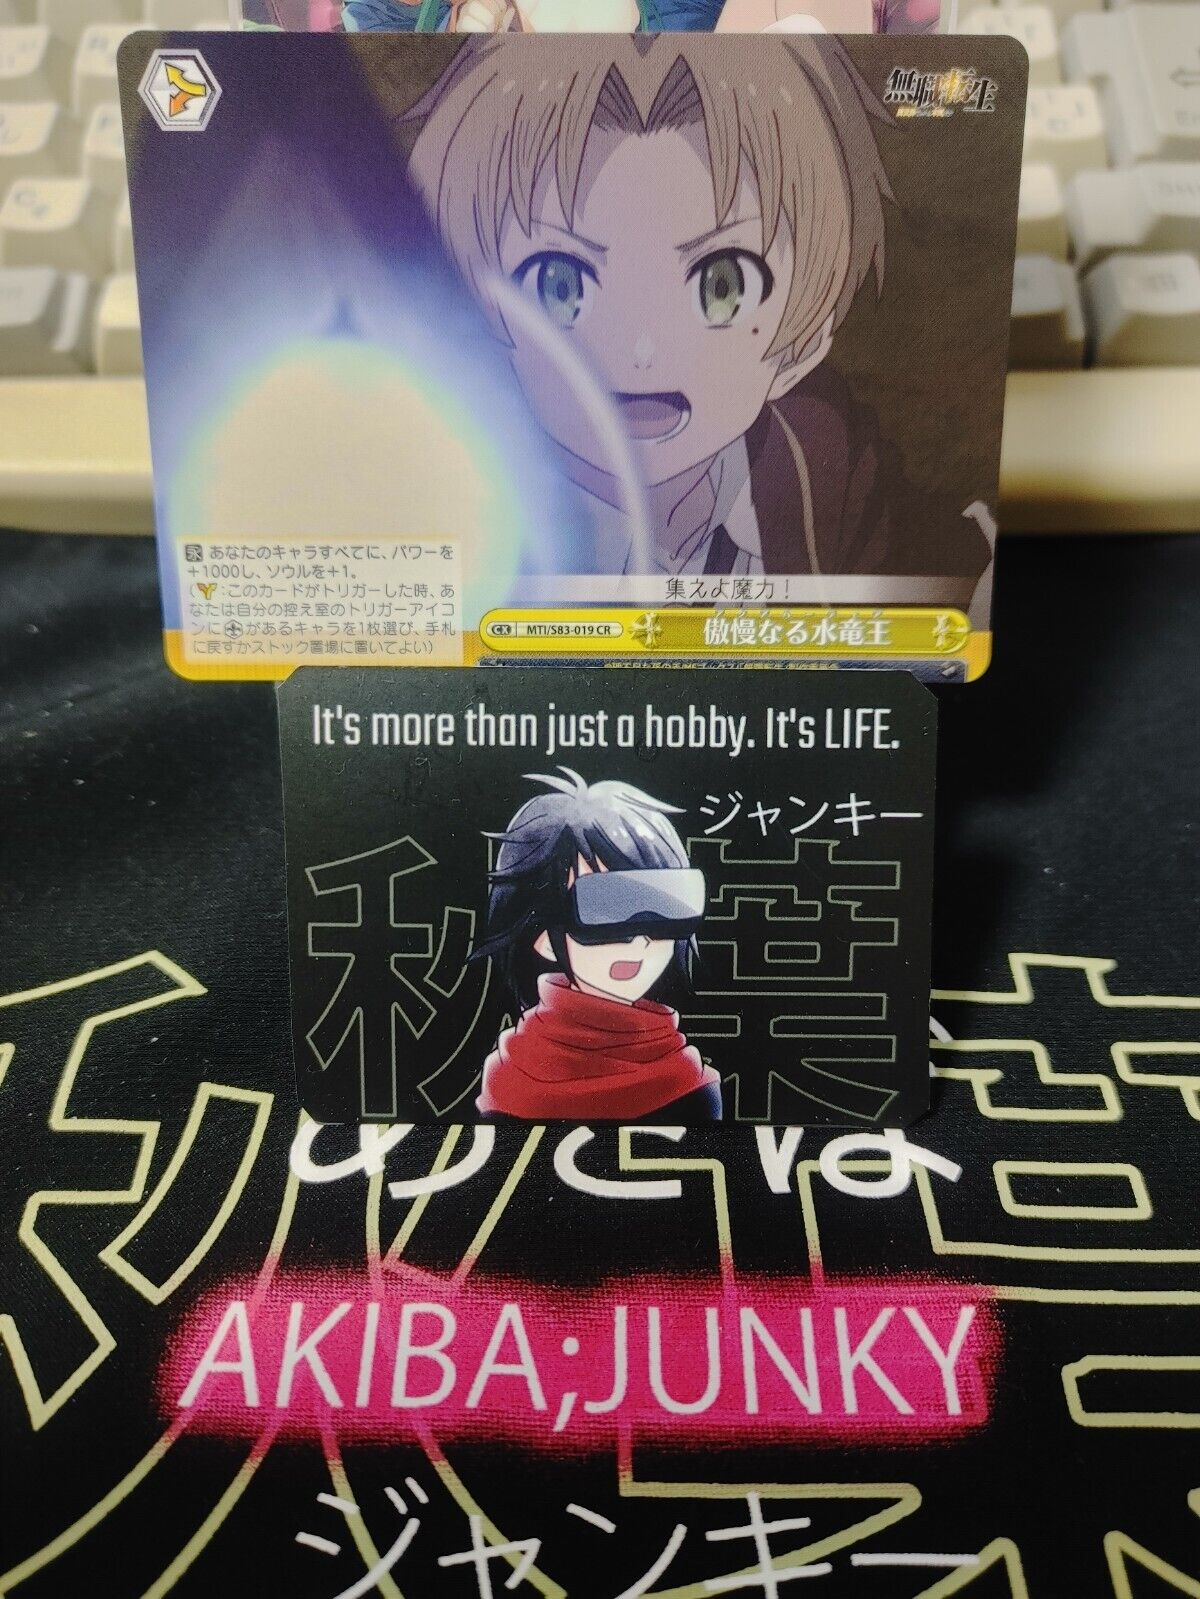 無職転生
永 あなたのキャラすべてに、パワーを
+1000し、ソウルを+1。
( :このカードがトリガーした時、あ
なたは自分の控え室のトリガーアイコ
ンに があるキャラを1枚選び、手札
に戻すかストック置場に置いてよい)
集えよ魔力!
CX MTI/S83-019 CR
傲慢なる水竜王
It's more than just a hobby. It's LIFE.
ジャンキー
秋葉
AKIBA;JUNKY
ジャンキー